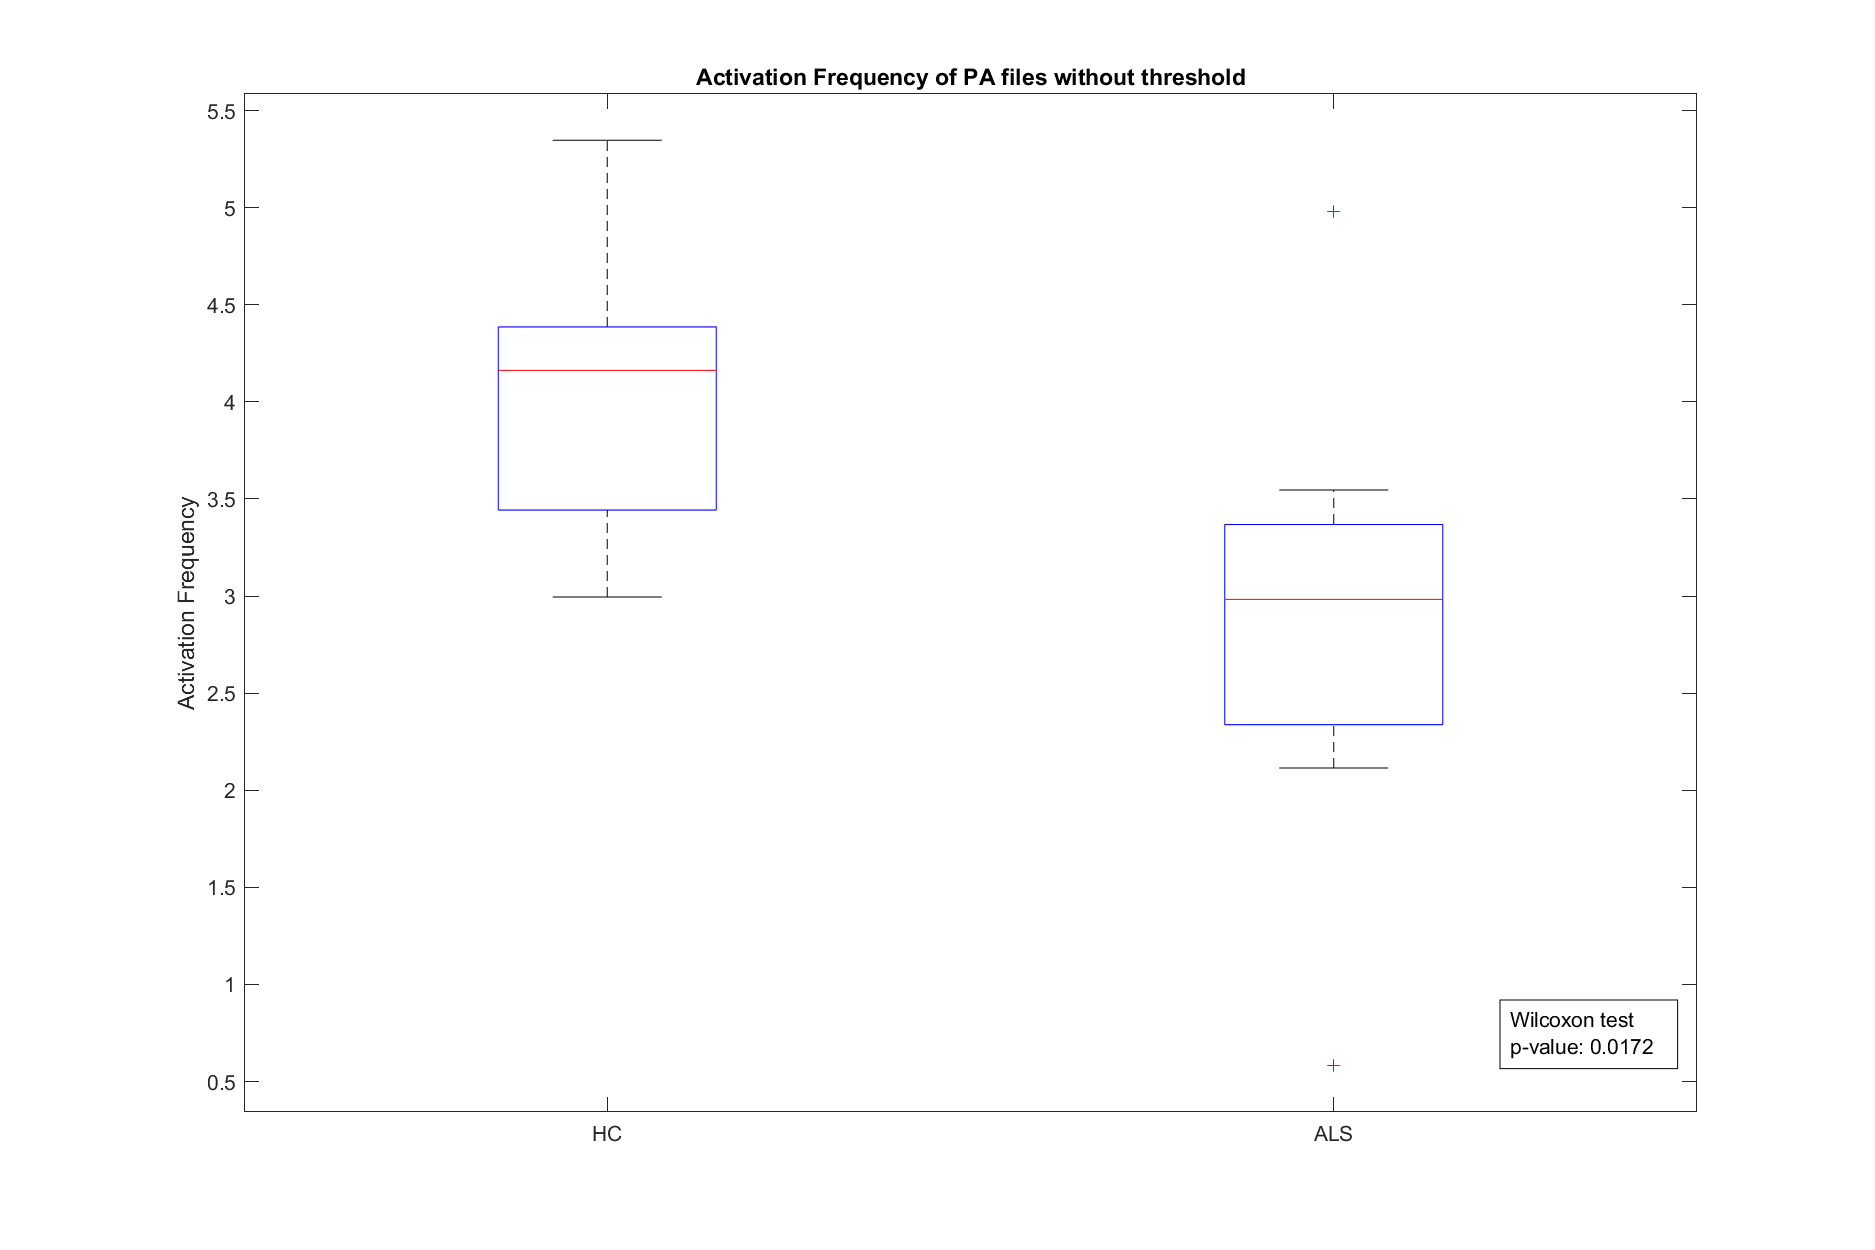 Activation Frequency of PA files without threshold
5.5
5
4.5
4
3.5
3
2.5
2
1.5
1
0.5
Activation Frequency
HC
ALS
Wilcoxon test
p-value: 0.0172